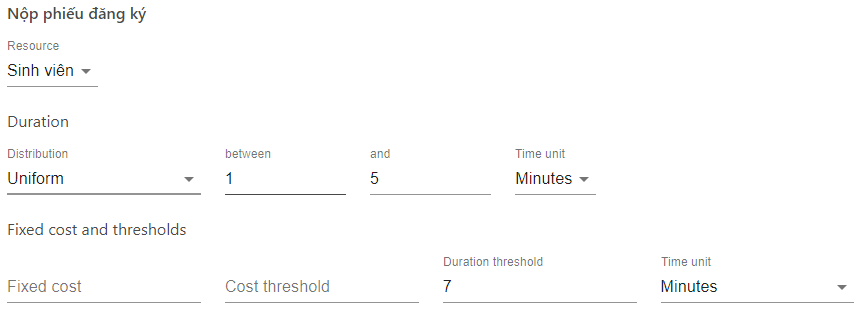 Nộp phiếu đăng ký
Resource
Sinh viên
Duration
Distribution between and Time unit
Uniform 1 5 Minutes
Fixed cost and thresholds
Duration threshold Time unit
Fixed cost Cost threshold 7 Minutes